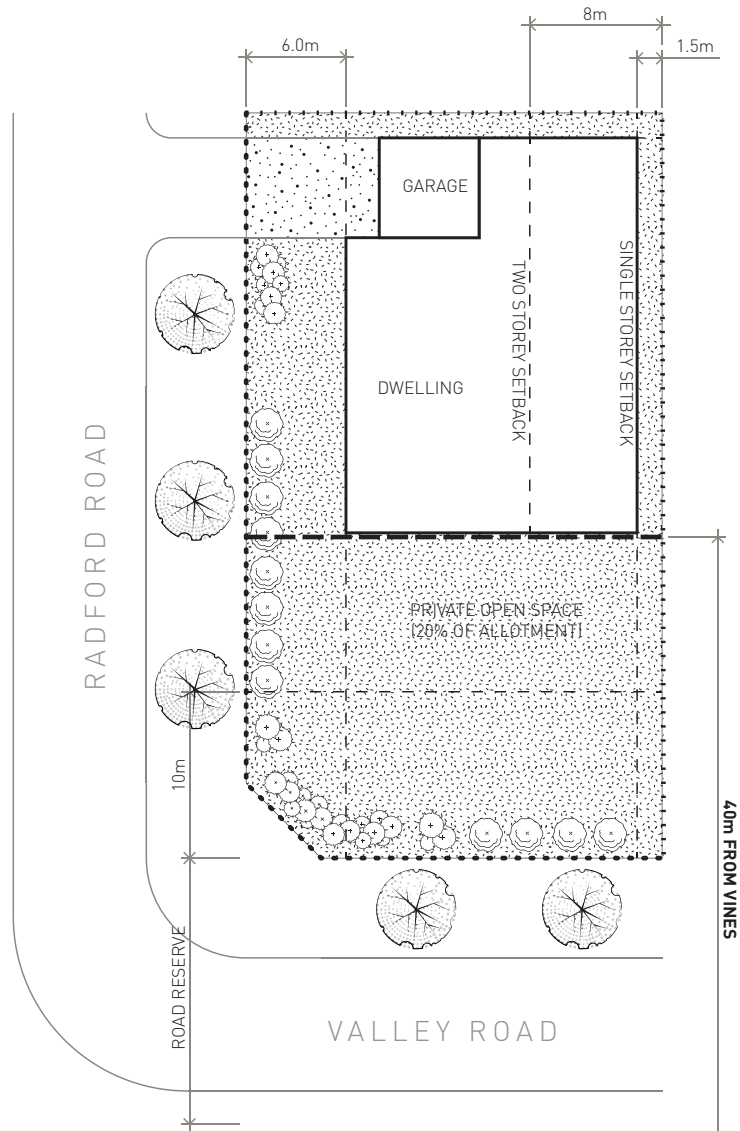 8m
6.0m
1.5m
GARAGE
TWO STOREY SETBACK
SINGLE STOREY SETBACK
DWELLING
RADFORD ROAD
PRIVATE OPEN SPACE
(20% OF ALLOTMENT)
10m
40m FROM VINES
ROAD RESERVE
VALLEY ROAD